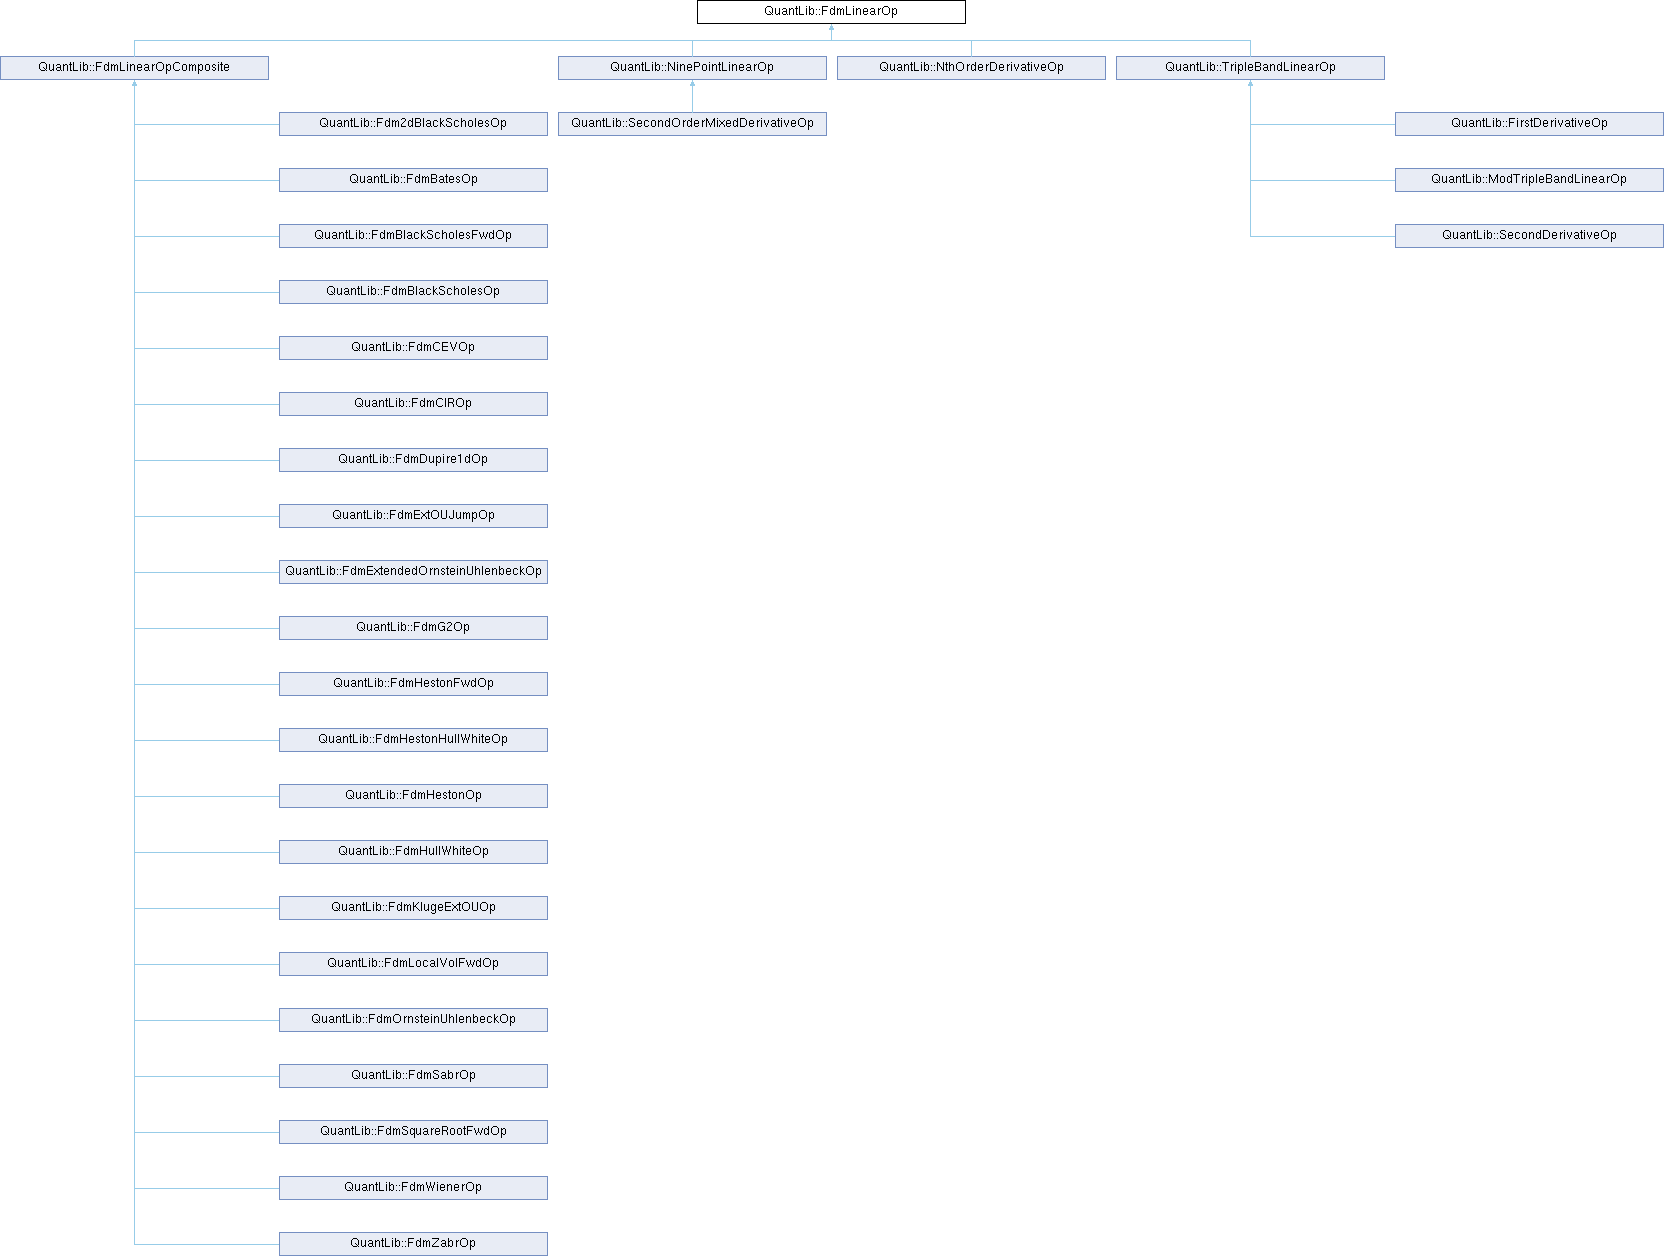 QuantLib::FdmLinearOp
QuantLib::FdmLinearOpComposite
QuantLib::NinePointLinearOp
QuantLib::NthOrderDerivativeOp
QuantLib::TripleBandLinearOp
QuantLib::Fdm2dBlackScholesOp
QuantLib::SecondOrderMixedDerivativeOp
QuantLib::FirstDerivativeOp
QuantLib::FdmBatesOp
QuantLib::ModTripleBandLinearOp
QuantLib::FdmBlackScholesFwdOp
QuantLib::SecondDerivativeOp
QuantLib::FdmBlackScholesOp
QuantLib::FdmCEVOp
QuantLib::FdmCIROp
QuantLib::FdmDupire1dOp
QuantLib::FdmExtOUJumpOp
QuantLib::FdmExtendedOrnsteinUhlenbeckOp
QuantLib::FdmG2Op
QuantLib::FdmHestonFwdOp
QuantLib::FdmHestonHullWhiteOp
QuantLib::FdmHestonOp
QuantLib::FdmHullWhiteOp
QuantLib::FdmKlugeExtOUOp
QuantLib::FdmLocalVolFwdOp
QuantLib::FdmOrnsteinUhlenbeckOp
QuantLib::FdmSabrOp
QuantLib::FdmSquareRootFwdOp
QuantLib::FdmWienerOp
QuantLib::FdmZabrOp